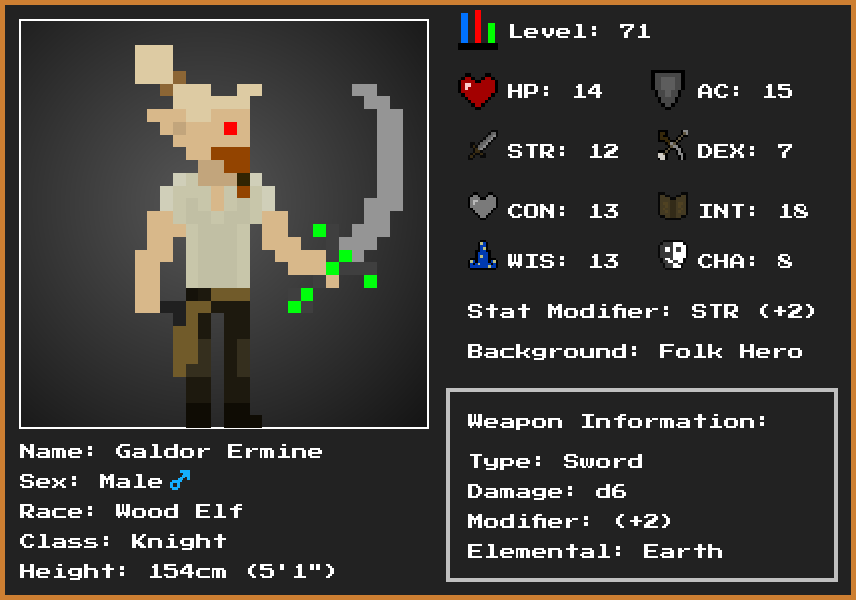 Level: 71
HP: 14 AC: 15
STR: 12 DEX: 7
CON: 13 INT: 18
WIS: 13 CHA: 8
Stat Modifier: STR (+2)
Background: Folk Hero
Weapon Information:
Type: Sword
Damage: d6
Modifier: (+2)
Elemental: Earth
Name: Galdor Ermine
Sex: Male ♂
Race: Wood Elf
Class: Knight
Height: 154cm (5'1")